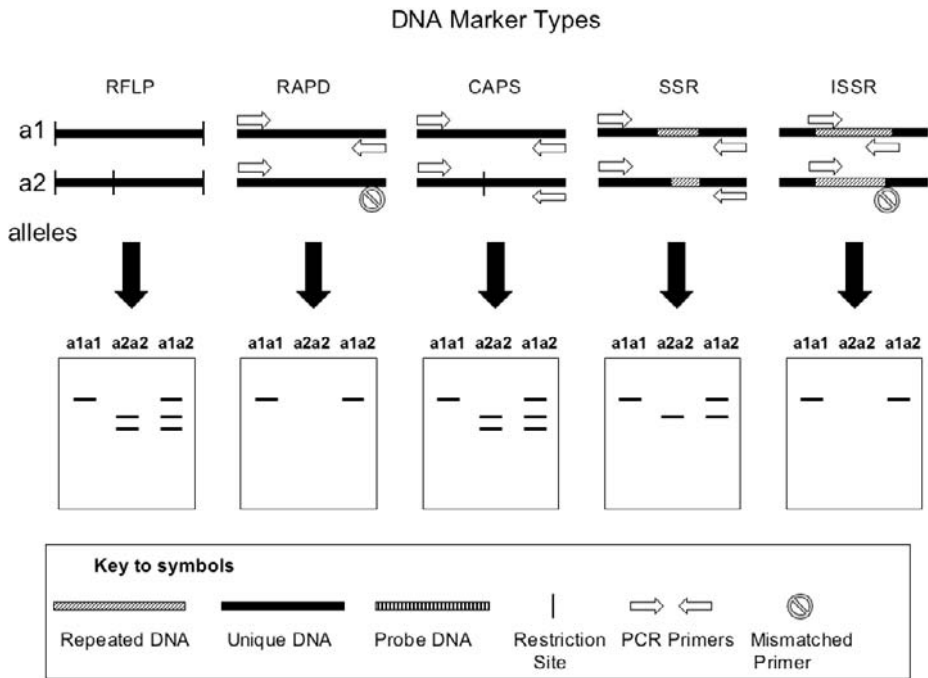 DNA Marker Types
RFLP RAPD CAPS SSR ISSR
a1
a2
alleles
a1a1 a2a2 a1a2 a1a1 a2a2 a1a2 a1a1 a2a2 a1a2 a1a1 a2a2 a1a2 a1a1 a2a2 a1a2
Key to symbols
Repeated DNA Unique DNA Probe DNA Restriction PCR Primers Mismatched
Site Primer